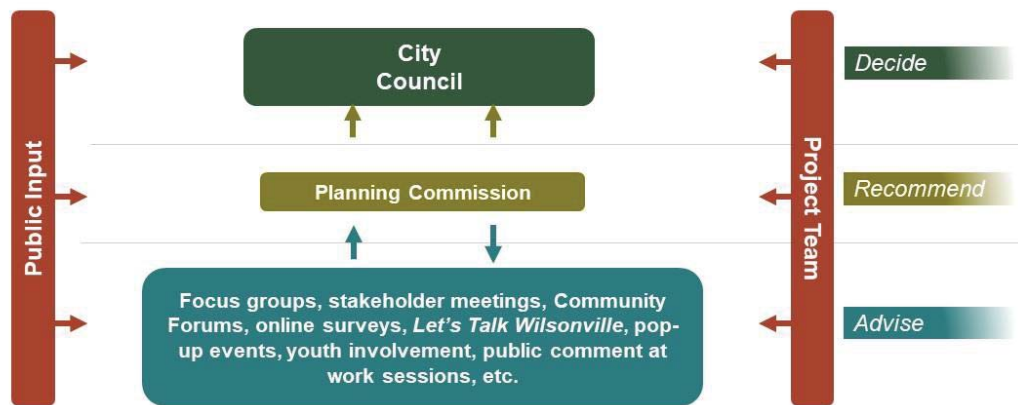 Public Input
City
Council
Project Team
Decide
Planning Commission
Recommend
Focus groups, stakeholder meetings, Community
Forums, online surveys, Let's Talk Wilsonville, pop-
up events, youth involvement, public comment at
work sessions, etc.
Advise